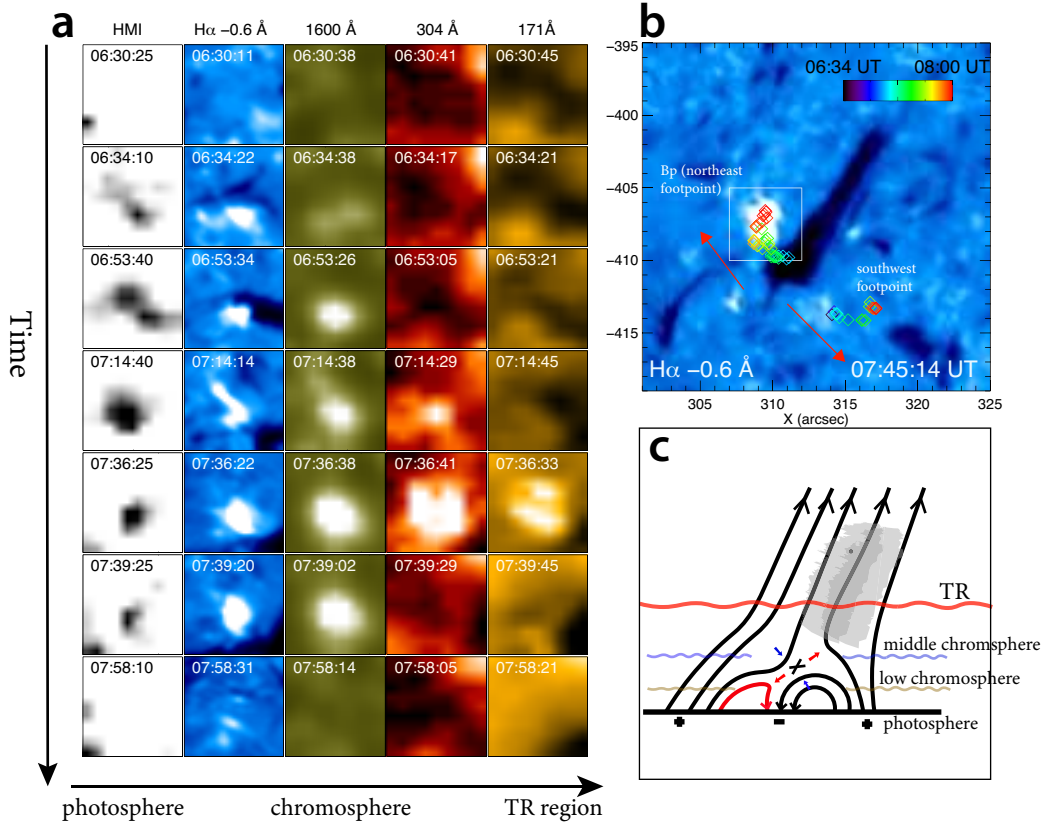 a
HMI
Hα −0.6 Å
1600 Å
304 Å
171Å
06:30:25
06:30:11
06:30:38
06:30:41
06:30:45
06:34:10
06:34:22
06:34:38
06:34:17
06:34:21
06:53:40
06:53:34
06:53:26
06:53:05
06:53:21
07:14:40
07:14:14
07:14:38
07:14:29
07:14:45
07:36:25
07:36:22
07:36:38
07:36:41
07:36:33
07:39:25
07:39:20
07:39:02
07:39:29
07:39:45
07:58:10
07:58:31
07:58:14
07:58:05
07:58:21
Time
photosphere
chromosphere
TR region
b
06:34 UT
08:00 UT
Bp (northeast
footpoint)
southwest
footpoint
Hα −0.6 Å
07:45:14 UT
−395
−400
−405
−410
−415
305
310
315
320
325
X (arcsec)
c
TR
middle chromsphere
low chromosphere
photosphere
+
−
+